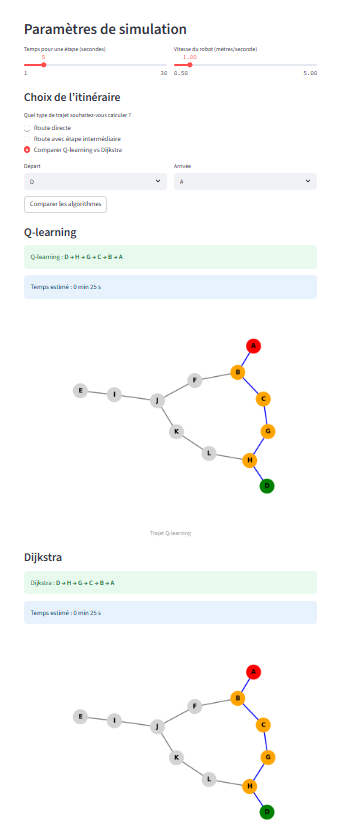 Paramètres de simulation
Temps pour une étape (secondes)
Vitesse du robot (mètres/seconde)
5
1.00
1
30
0.50
5.00
Choix de l'itinéraire
Quel type de trajet souhaitez-vous calculer ?
Route directe
Route avec étape intermédiaire
Comparer Q-learning vs Dijkstra
Départ
Arrivée
D
A
Comparer les algorithmes
Q-learning
Q-learning : D → H → G → C → B → A
Temps estimé : 0 min 25 s
A
B
F
E
I
J
C
K
G
L
H
D
Trajet Q-learning
Dijkstra
Dijkstra : D → H → G → C → B → A
Temps estimé : 0 min 25 s
A
B
F
E
I
J
C
K
G
L
H
D